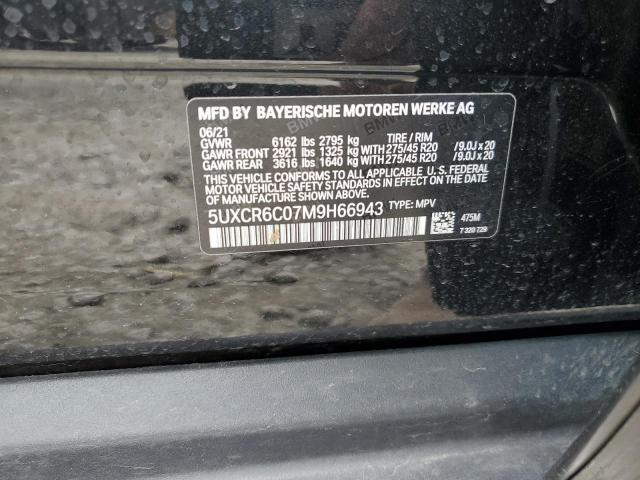 MFD BY BAYERISCHE MOTOREN WERKE AG
06/21
GVWR 6162 lbs 2795 kg TIRE / RIM
GAWR FRONT 2921 lbs 1325 kg WITH 275/45 R20 /9.0J x 20
GAWR REAR 3616 lbs 1640 kg WITH 275/45 R20 /9.0J x 20
THIS VEHICLE CONFORMS TO ALL APPLICABLE U.S. FEDERAL
MOTOR VEHICLE SAFETY STANDARDS IN EFFECT ON THE
DATE OF MANUFACTURE SHOWN ABOVE.
5UXCR6C07M9H66943 TYPE: MPV
475M
7 320 729